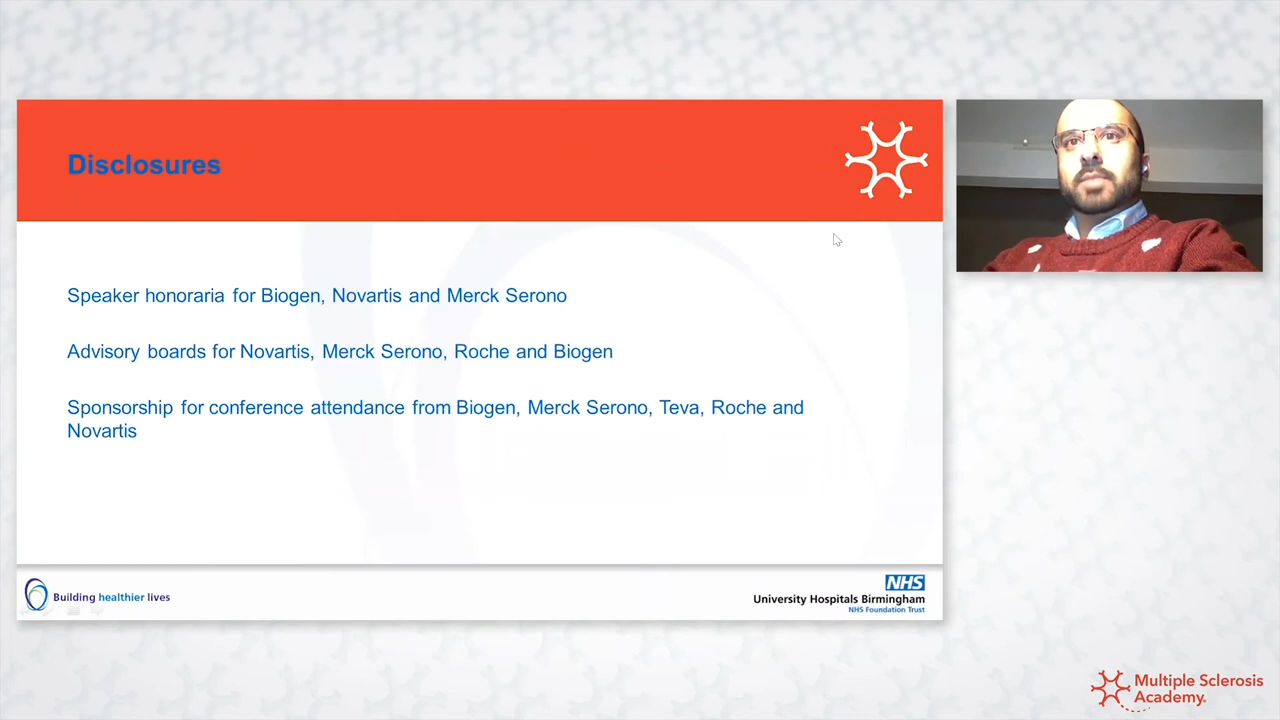 Disclosures
Speaker honoraria for Biogen, Novartis and Merck Serono
Advisory boards for Novartis, Merck Serono, Roche and Biogen
Sponsorship for conference attendance from Biogen, Merck Serono, Teva, Roche and
Novartis
Building healthier lives
NHS
University Hospitals Birmingham
NHS Foundation Trust
Multiple Sclerosis
Academy.